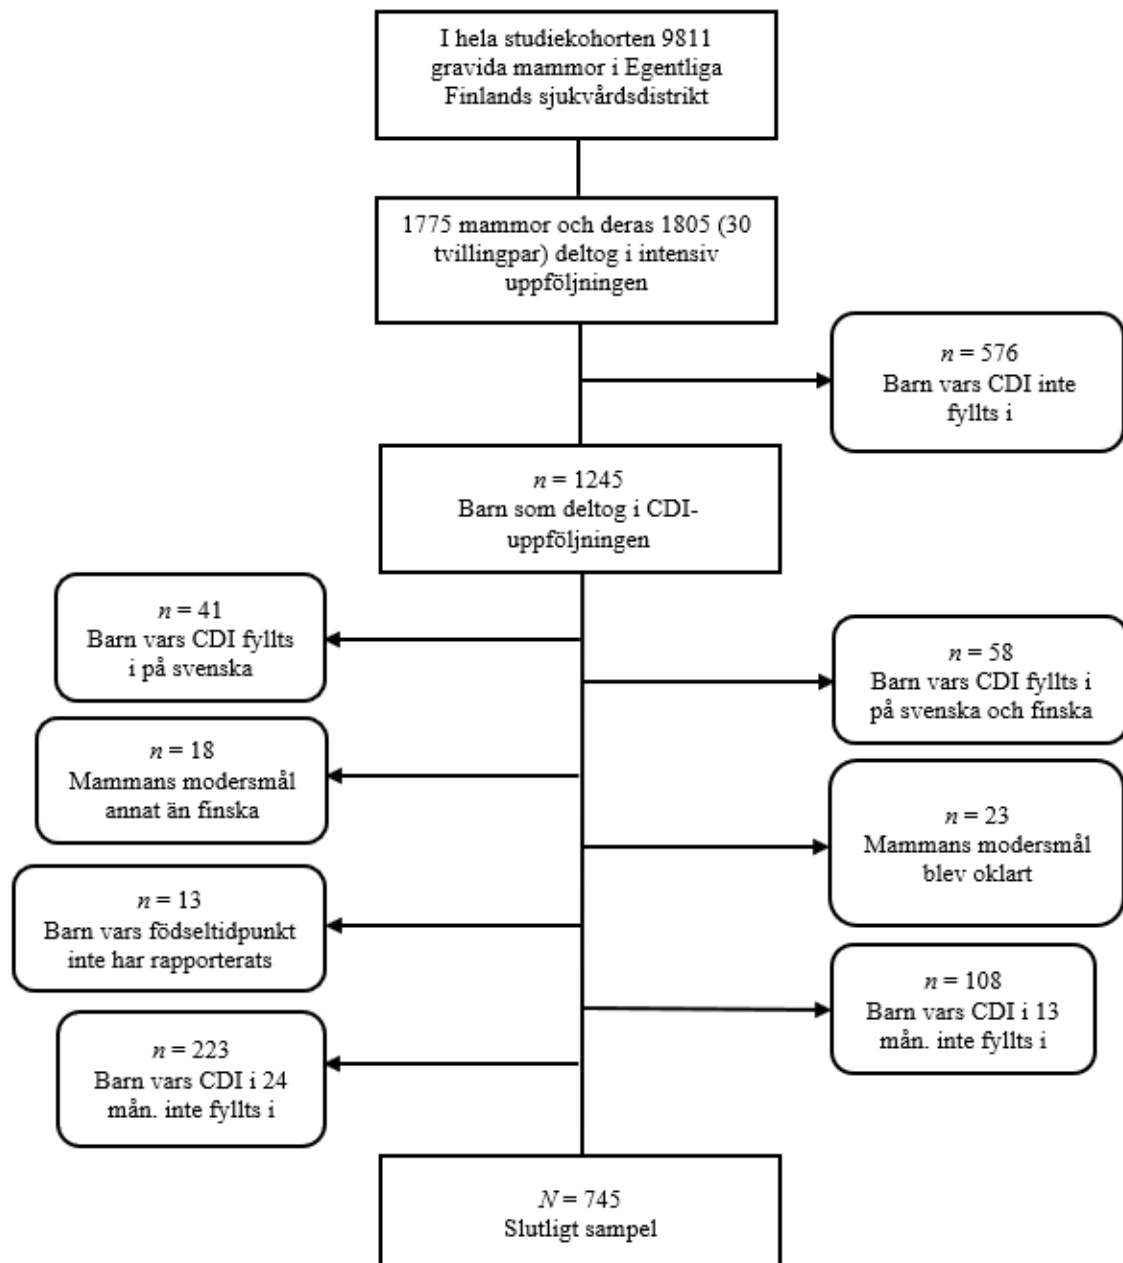 I hela studiekohorten 9811
gravida mammor i Egentliga
Finlands sjukvårdsdistrikt
1775 mammor och deras 1805 (30
tvillingpar) deltog i intensiv
uppföljningen
n = 576
Barn vars CDI inte
fyllts i
n = 1245
Barn som deltog i CDI-
uppföljningen
n = 41
Barn vars CDI fyllts
i på svenska
n = 58
Barn vars CDI fyllts i
på svenska och finska
n = 18
Mammans modersmål
annat än finska
n = 23
Mammans modersmål
blev oklart
n = 13
Barn vars födseltidpunkt
inte har rapporterats
n = 108
Barn vars CDI i 13
mån. inte fyllts i
n = 223
Barn vars CDI i 24
mån. inte fyllts i
N = 745
Slutligt sampel